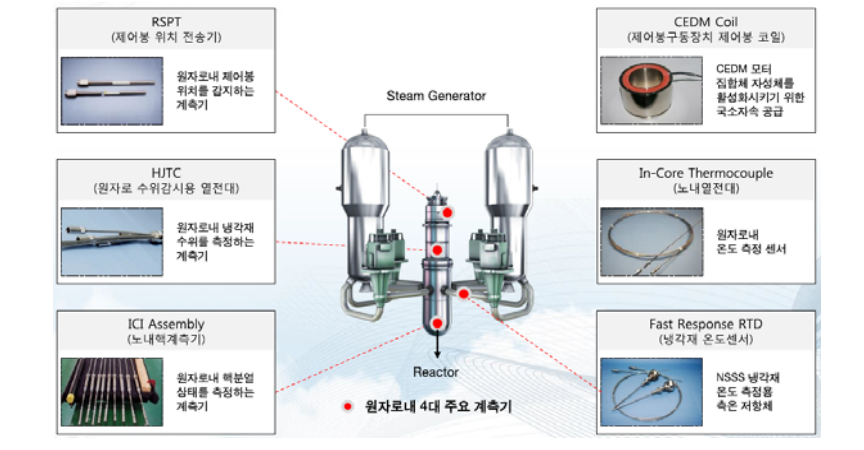 RSPT
(제어봉 위치 전송기)
원자로내 제어봉
위치를 감지하는
계측기
HJTC
(원자로 수위감시용 열전대)
원자로내 냉각재
수위를 측정하는
계측기
ICI Assembly
(노내핵계측기)
원자로내 핵분열
상태를 측정하는
계측기
Steam Generator
Reactor
원자로내 4대 주요 계측기
CEDM Coil
(제어봉구동장치 제어봉 코일)
CEDM 모터
집합체 자성체를
활성화시키기 위한
국소자속 공급
In-Core Thermocouple
(노내열전대)
원자로내
온도 측정 센서
Fast Response RTD
(냉각재 온도센서)
NSSS 냉각재
온도 측정용
측온 저항체